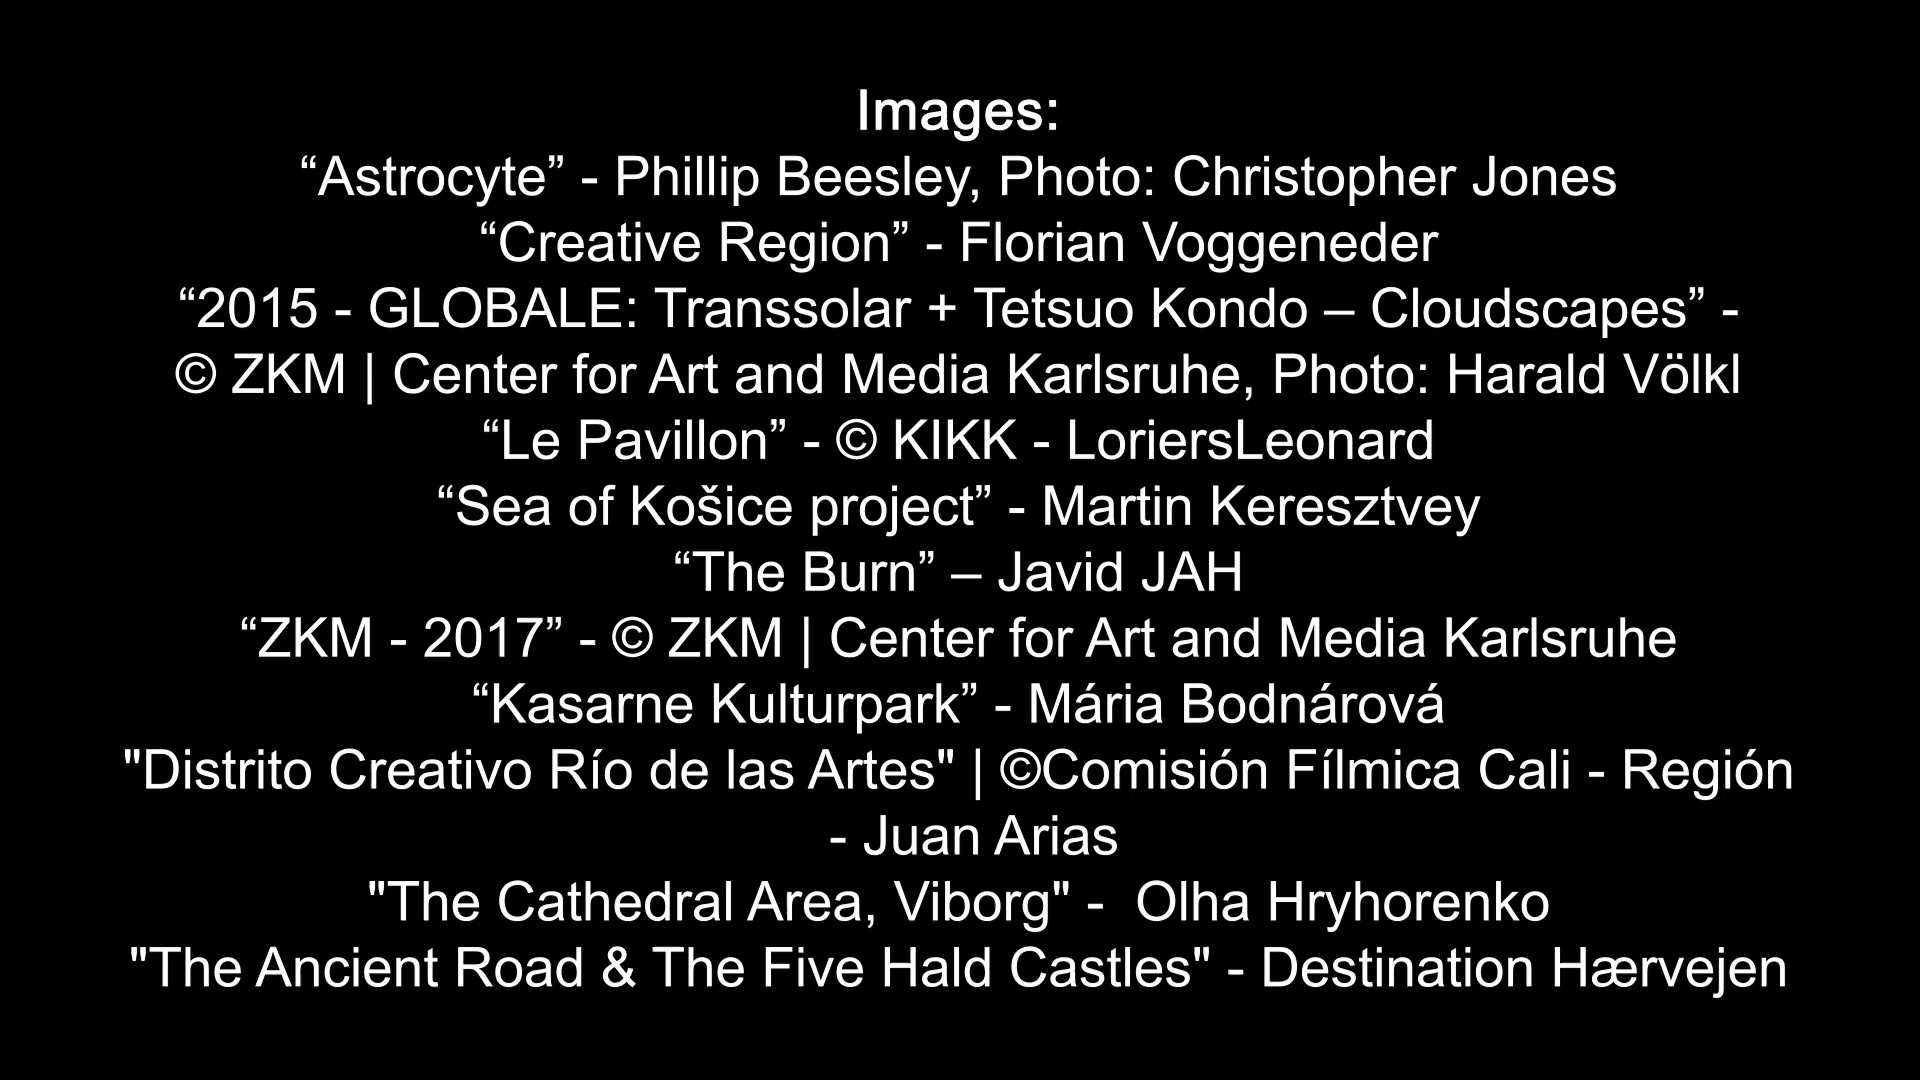 Images:
“Astrocyte” - Phillip Beesley, Photo: Christopher Jones
“Creative Region” - Florian Voggeneder
“2015 - GLOBALE: Transsolar + Tetsuo Kondo – Cloudscapes” -
© ZKM | Center for Art and Media Karlsruhe, Photo: Harald Völkl
“Le Pavillon” - © KIKK - LoriersLeonard
“Sea of Košice project” - Martin Keresztvey
“The Burn” – Javid JAH
“ZKM - 2017” - © ZKM | Center for Art and Media Karlsruhe
“Kasarne Kulturpark” - Mária Bodnárová
"Distrito Creativo Río de las Artes" | ©Comisión Fílmica Cali - Región
- Juan Arias
"The Cathedral Area, Viborg" -  Olha Hryhorenko
"The Ancient Road & The Five Hald Castles" - Destination Hærvejen